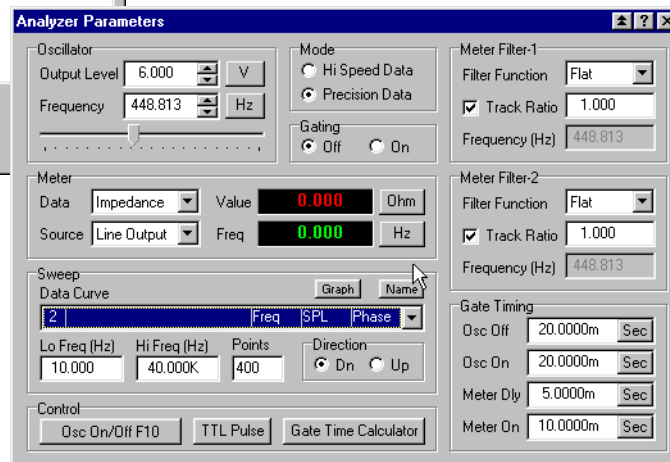 Analyzer Parameters
Oscillator
Output Level 6.000 V
Frequency 448.813 Hz
Mode
Hi Speed Data
Precision Data
Gating
Off On
Meter
Data Impedance Value 0.000 Ohm
Source Line Output Freq 0.000 Hz
Sweep
Data Curve Graph Name
2 Freq SPL Phase
Lo Freq (Hz) Hi Freq (Hz) Points Direction
10.000 40.000K 400 Dn Up
Control
Osc On/Off F10 TTL Pulse Gate Time Calculator
Meter Filter-1
Filter Function Flat
Track Ratio 1.000
Frequency (Hz) 448.813
Meter Filter-2
Filter Function Flat
Track Ratio 1.000
Frequency (Hz) 448.813
Gate Timing
Osc Off 20.0000m Sec
Osc On 20.0000m Sec
Meter Dly 5.0000m Sec
Meter On 10.0000m Sec